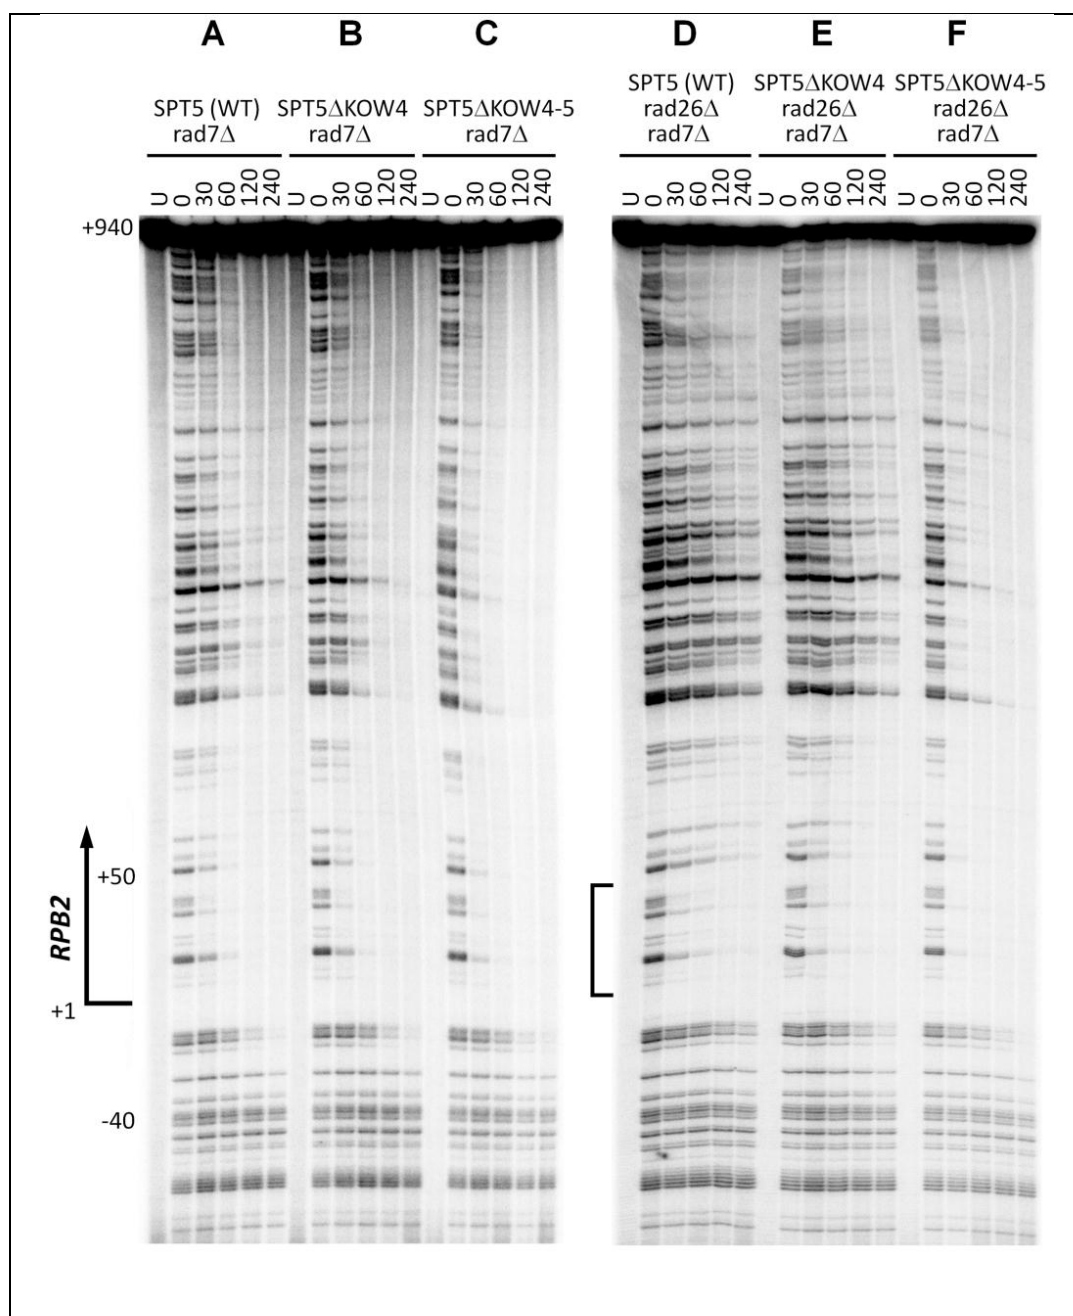 A B C D E F
SPT5 (WT) SPT5ΔKOW4 SPT5ΔKOW4-5 SPT5 (WT) SPT5ΔKOW4 SPT5ΔKOW4-5
rad7Δ rad7Δ rad7Δ rad26Δ rad26Δ rad26Δ
rad7Δ rad7Δ rad7Δ
U 0 30 60 120 240 U 0 30 60 120 240 U 0 30 60 120 240 U 0 30 60 120 240 U 0 30 60 120 240 U 0 30 60 120 240
+940
+50
RPB2
+1
-40